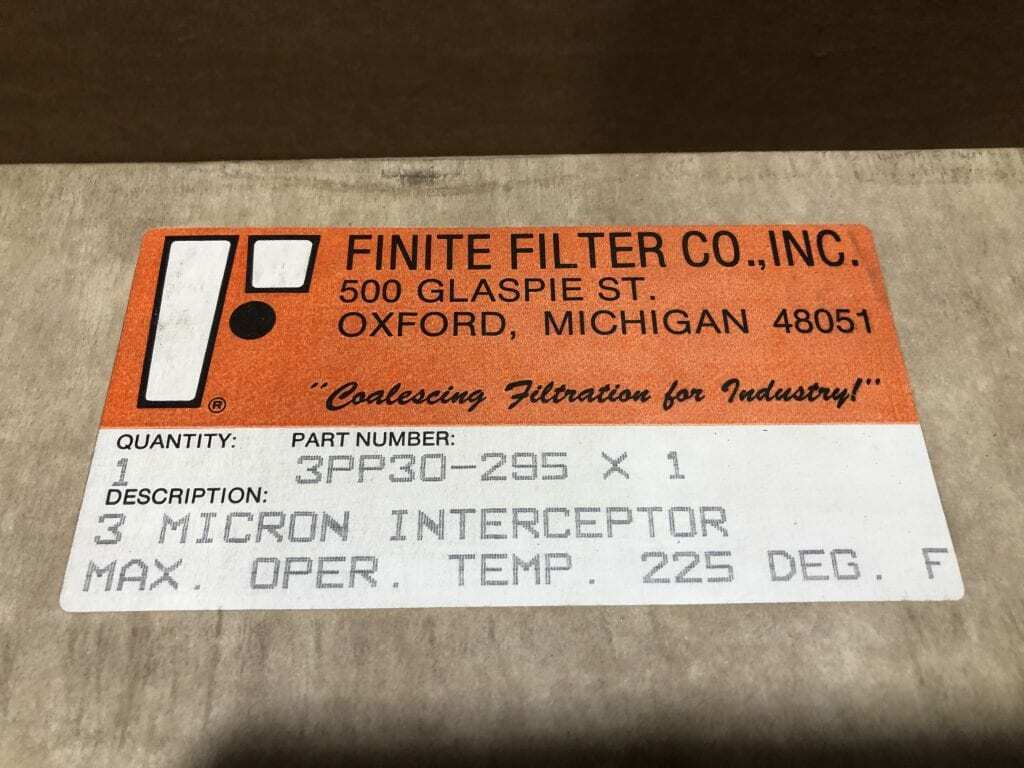 FINITE FILTER CO., INC.
500 GLASPIE ST.
OXFORD, MICHIGAN 48051
"Coalescing Filtration for Industry!"
®
QUANTITY: PART NUMBER:
1 3PP30-295 X 1
DESCRIPTION:
3 MICRON INTERCEPTOR
MAX. OPER. TEMP. 225 DEG. F